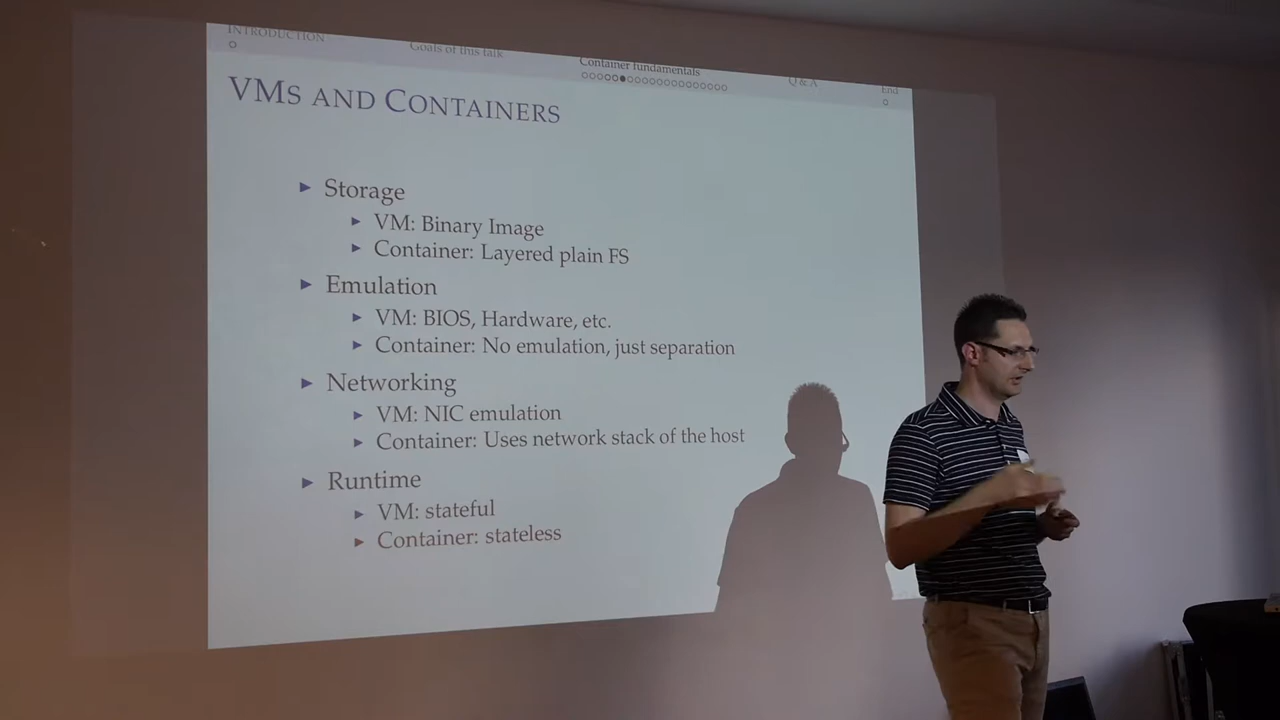 INTRODUCTION
Goals of this talk
Container fundamentals
Q & A
End
VMS AND CONTAINERS
Storage
VM: Binary Image
Container: Layered plain FS
Emulation
VM: BIOS, Hardware, etc.
Container: No emulation, just separation
Networking
VM: NIC emulation
Container: Uses network stack of the host
Runtime
VM: stateful
Container: stateless